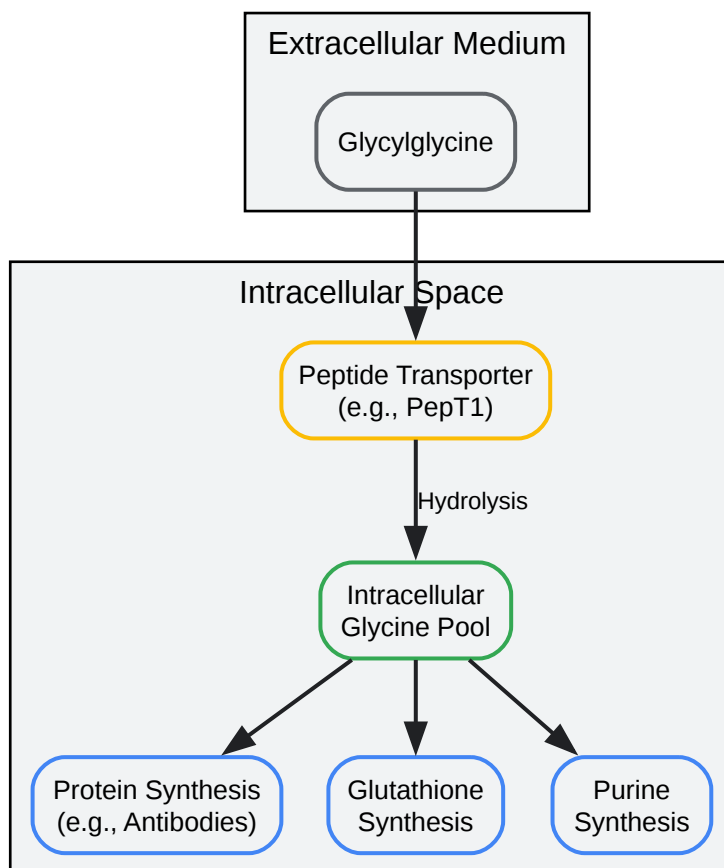 Extracellular Medium
Glycylglycine
Intracellular Space
Peptide Transporter
(e.g., PepT1)
Hydrolysis
Intracellular
Glycine Pool
Protein Synthesis
(e.g., Antibodies)
Glutathione
Synthesis
Purine
Synthesis